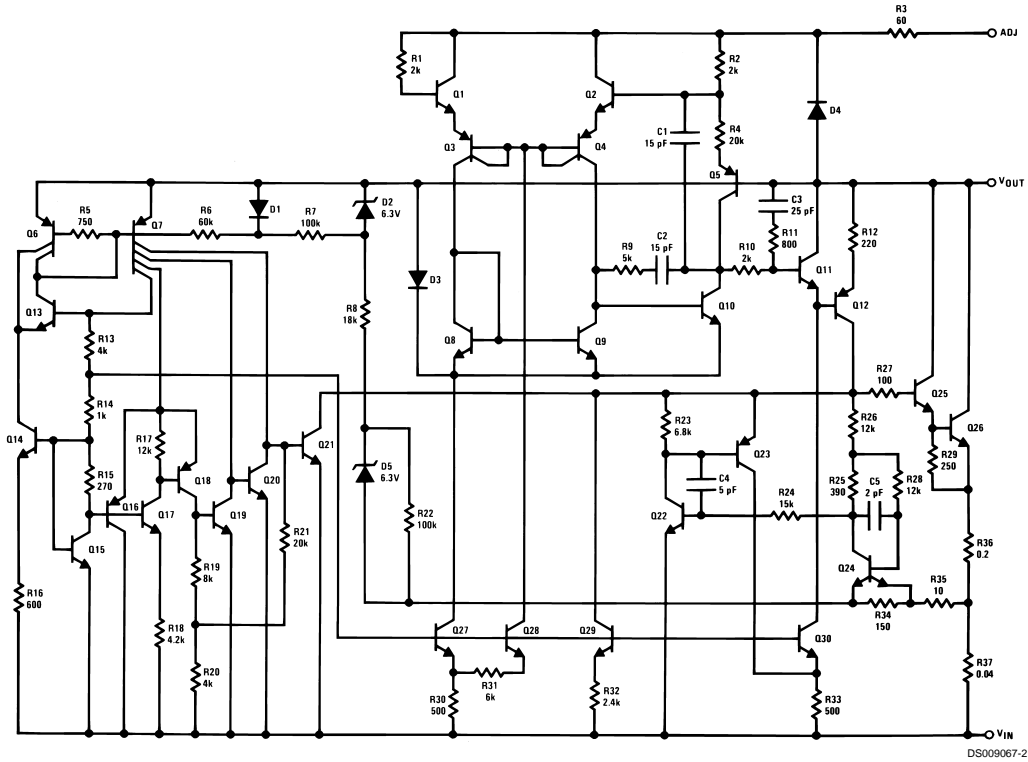 R3
60
ADJ
R1
2k
R2
2k
Q1
Q2
D4
C1
15 pF
R4
20k
Q3
Q4
Q5
VOUT
R5
750
R6
60k
D1
R7
100k
D2
6.3V
C3
25 pF
Q6
Q7
R9
5k
C2
15 pF
R10
2k
R11
800
R12
220
Q11
D3
Q12
R8
18k
Q13
Q10
R13
4k
Q8
Q9
R27
100
Q25
R14
1k
Q14
R17
12k
Q21
R23
6.8k
Q23
R26
12k
Q26
R29
250
Q18
D5
6.3V
C4
5 pF
R15
270
Q16
Q17
Q20
Q19
R22
100k
Q22
R24
15k
R25
390
C5
2 pF
R28
12k
R21
20k
Q15
R36
0.2
Q24
R19
8k
R16
600
R35
10
R34
150
R18
4.2k
Q27
Q28
Q29
Q30
R20
4k
R31
6k
R37
0.04
R30
500
R32
2.4k
R33
500
VIN
DS009067-2